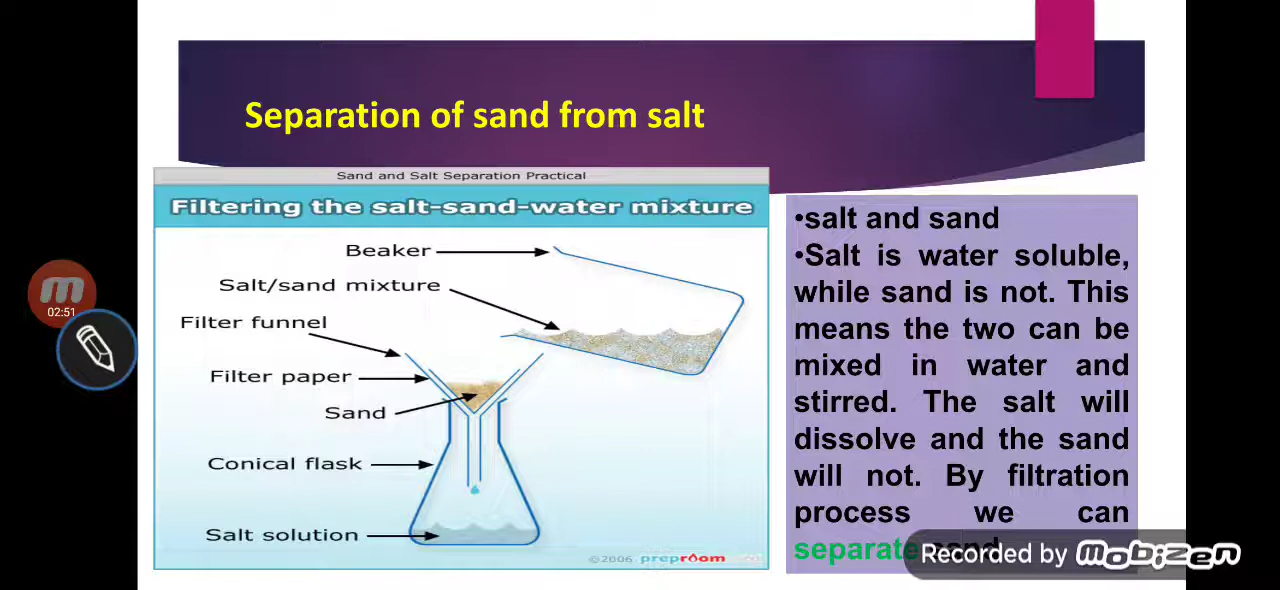 Separation of sand from salt
Sand and Salt Separation Practical
Filtering the salt-sand-water mixture
Beaker
Salt/sand mixture
Filter funnel
Filter paper
Sand
Conical flask
Salt solution
©2006 preproom
•salt and sand
•Salt is water soluble,
while sand is not. This
means the two can be
mixed in water and
stirred. The salt will
dissolve and the sand
will not. By filtration
process we can
separate sand
02:51
Recorded by mobizen